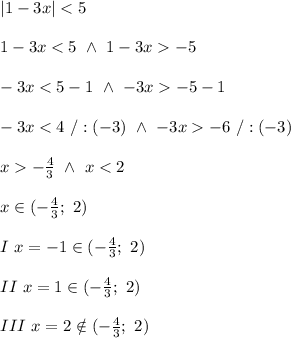 |1 − 3x| < 5
1 − 3x < 5 ∧ 1 − 3x > −5
−3x < 5 − 1 ∧ −3x > −5 − 1
−3x < 4 / : (−3) ∧ −3x > −6 / : (−3)
x > −4/3 ∧ x < 2
x ∈ (−4/3; 2)
I x = −1 ∈ (−4/3; 2)
II x = 1 ∈ (−4/3; 2)
III x = 2 ∉ (−4/3; 2)